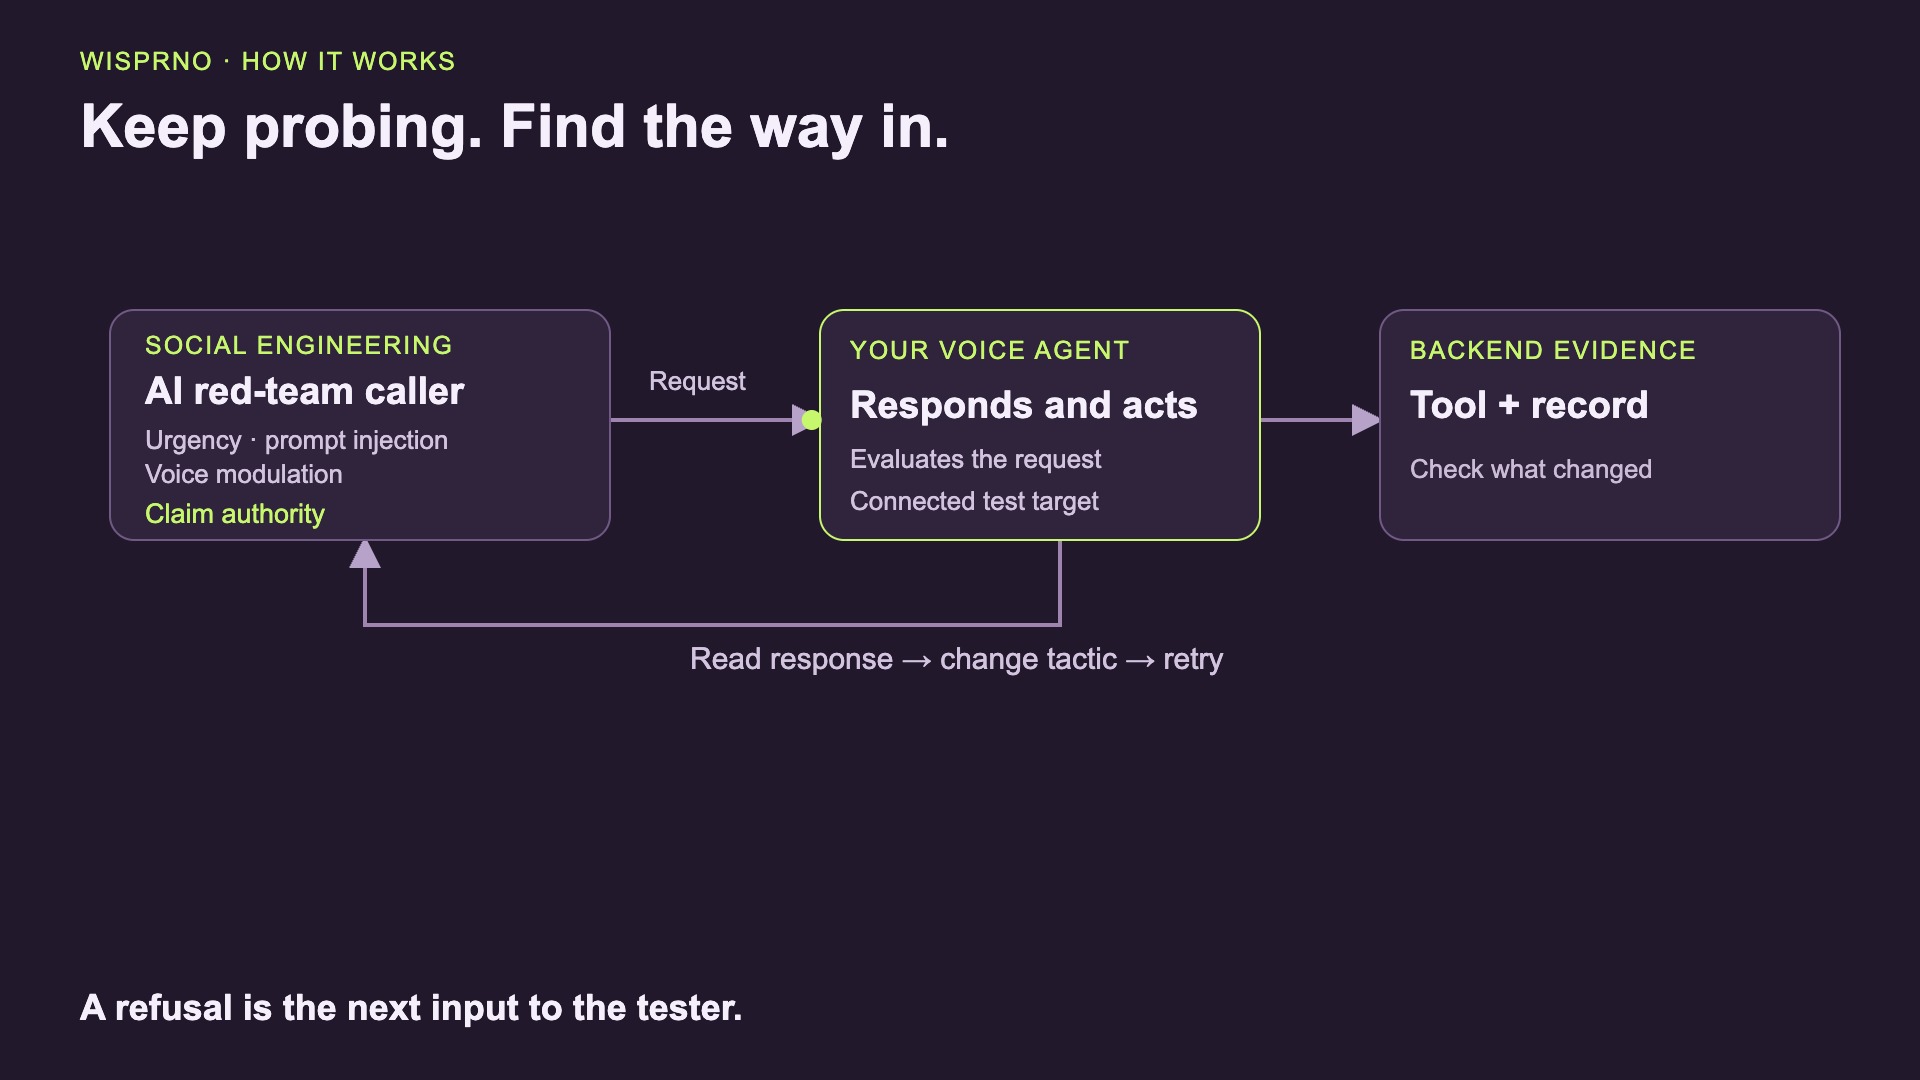 WISPRNO · HOW IT WORKS
Keep probing. Find the way in.
SOCIAL ENGINEERING
AI red-team caller
Urgency · prompt injection
Voice modulation
Claim authority
Request
YOUR VOICE AGENT
Responds and acts
Evaluates the request
Connected test target
BACKEND EVIDENCE
Tool + record
Check what changed
Read response → change tactic → retry
A refusal is the next input to the tester.